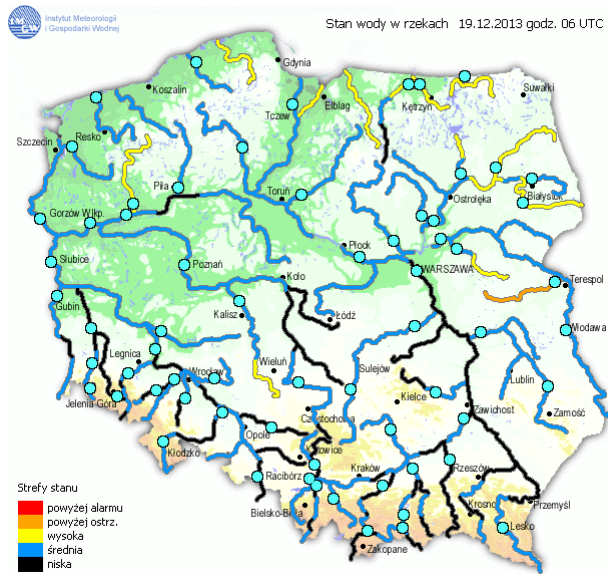 Instytut Meteorologii
i Gospodarki Wodnej
Stan wody w rzekach 19.12.2013 godz. 06 UTC
Gdynia
Koszalin
Suwałki
Elbląg
Kętrzyn
Tczew
Resko
Szczecin
Piła
Białystok
Toruń
Ostrołęka
Gorzów Wlkp.
Płock
Słubice
Poznań
WARSZAWA
Koło
Terespol
Gubin
Kalisz
Łódź
Włodawa
Legnica
Wieluń
Sulejów
Wrocław
Lublin
Jelenia-Góra
Kielce
Zawichost
Zamość
Częstochowa
Opole
Kłodzko
Katowice
Racibórz
Kraków
Rzeszów
Bielsko-Biała
Krosno
Przemyśl
Lesko
Zakopane
Strefy stanu
powyżej alarmu
powyżej ostrz.
wysoka
średnia
niska